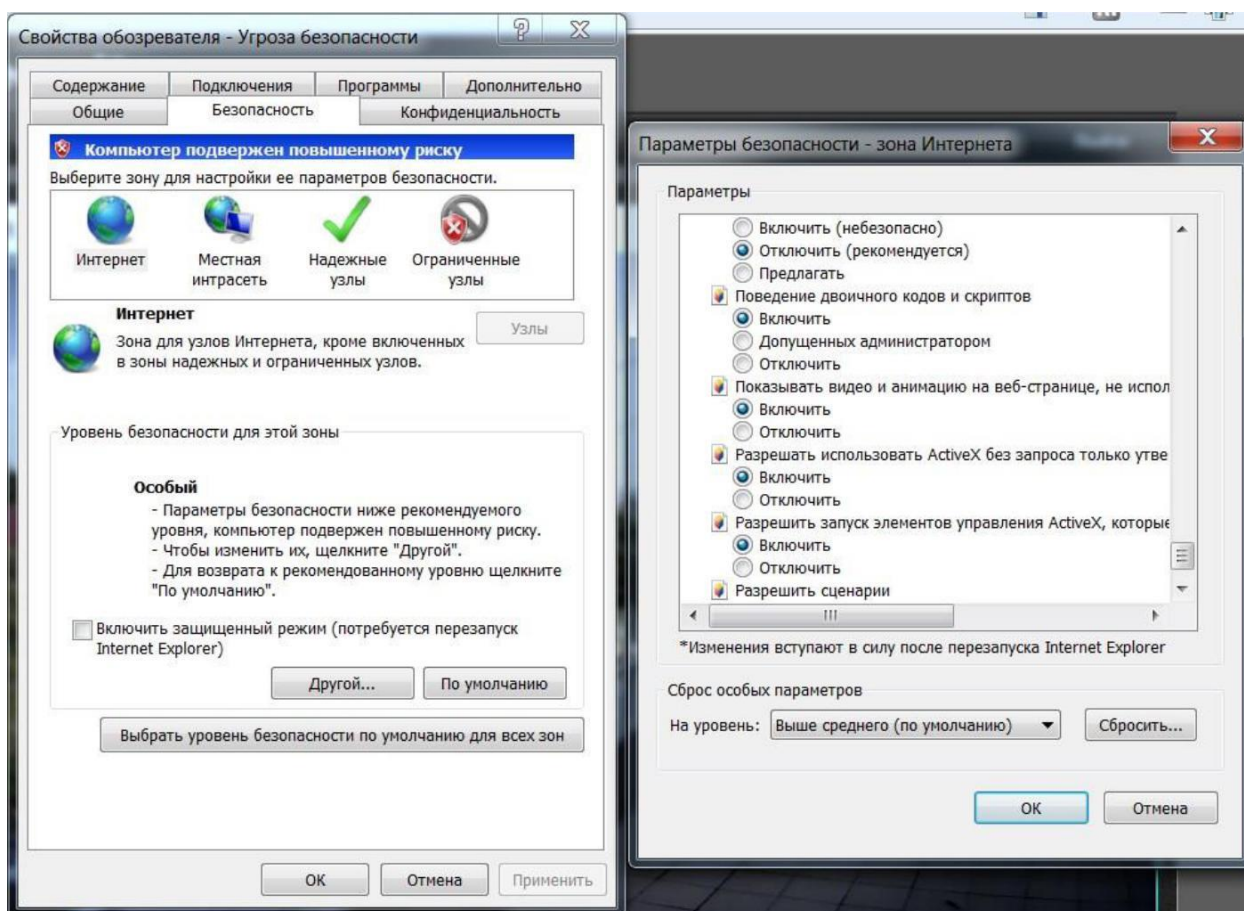 Свойства обозревателя - Угроза безопасности
Содержание Подключения Программы Дополнительно
Общие Безопасность Конфиденциальность
Компьютер подвержен повышенному риску
Выберите зону для настройки ее параметров безопасности.
Интернет
Местная
интрасеть
Надежные
узлы
Ограниченные
узлы
Интернет
Зона для узлов Интернета, кроме включенных
в зоны надежных и ограниченных узлов.
Узлы
Уровень безопасности для этой зоны
Особый
- Параметры безопасности ниже рекомендуемого
уровня, компьютер подвержен повышенному риску.
- Чтобы изменить их, щелкните "Другой".
- Для возврата к рекомендованному уровню щелкните
"По умолчанию".
Включить защищенный режим (потребуется перезапуск
Internet Explorer)
Другой... По умолчанию
Выбрать уровень безопасности по умолчанию для всех зон
ОК Отмена Применить
Параметры безопасности - зона Интернета
Параметры
Включить (небезопасно)
Отключить (рекомендуется)
Предлагать
Поведение двоичного кодов и скриптов
Включить
Допущенных администратором
Отключить
Показывать видео и анимацию на веб-странице, не испол
Включить
Отключить
Разрешать использовать ActiveX без запроса только утве
Включить
Отключить
Разрешить запуск элементов управления ActiveX, которые
Включить
Отключить
Разрешить сценарии
*Изменения вступают в силу после перезапуска Internet Explorer
Сброс особых параметров
На уровень: Выше среднего (по умолчанию) Сбросить...
ОК Отмена